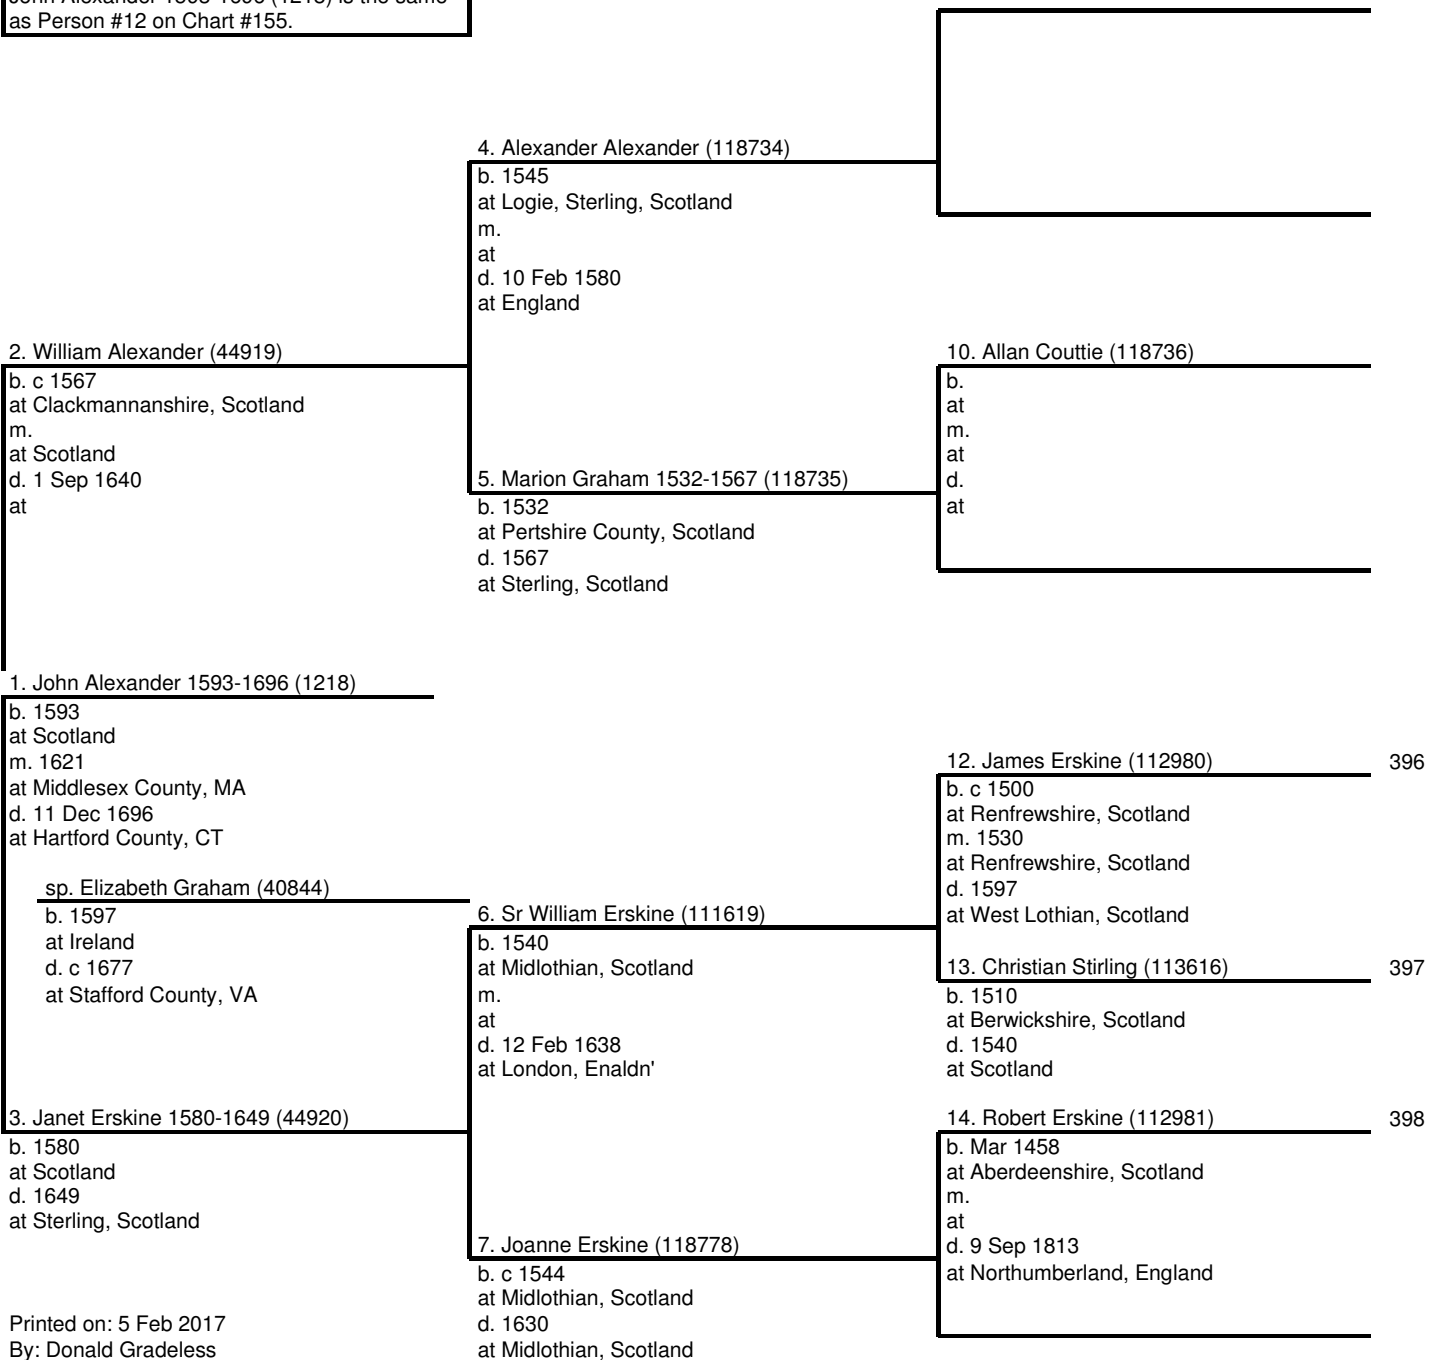 as Person #12 on Chart #155.
4. Alexander Alexander (118734)
b. 1545
at Logie, Sterling, Scotland
m.
at
d. 10 Feb 1580
at England
2. William Alexander (44919)
b. c 1567
at Clackmannanshire, Scotland
m.
at Scotland
d. 1 Sep 1640
at
10. Allan Couttie (118736)
b.
at
m.
at
d.
at
5. Marion Graham 1532-1567 (118735)
b. 1532
at Pertshire County, Scotland
d. 1567
at Sterling, Scotland
1. John Alexander 1593-1696 (1218)
b. 1593
at Scotland
m. 1621
at Middlesex County, MA
d. 11 Dec 1696
at Hartford County, CT
sp. Elizabeth Graham (40844)
b. 1597
at Ireland
d. c 1677
at Stafford County, VA
12. James Erskine (112980) 396
b. c 1500
at Renfrewshire, Scotland
m. 1530
at Renfrewshire, Scotland
d. 1597
at West Lothian, Scotland
6. Sr William Erskine (111619)
b. 1540
at Midlothian, Scotland
m.
at
d. 12 Feb 1638
at London, Enaldn'
13. Christian Stirling (113616) 397
b. 1510
at Berwickshire, Scotland
d. 1540
at Scotland
3. Janet Erskine 1580-1649 (44920)
b. 1580
at Scotland
d. 1649
at Sterling, Scotland
14. Robert Erskine (112981) 398
b. Mar 1458
at Aberdeenshire, Scotland
m.
at
d. 9 Sep 1813
at Northumberland, England
7. Joanne Erskine (118778)
b. c 1544
at Midlothian, Scotland
d. 1630
at Midlothian, Scotland
Printed on: 5 Feb 2017
By: Donald Gradeless